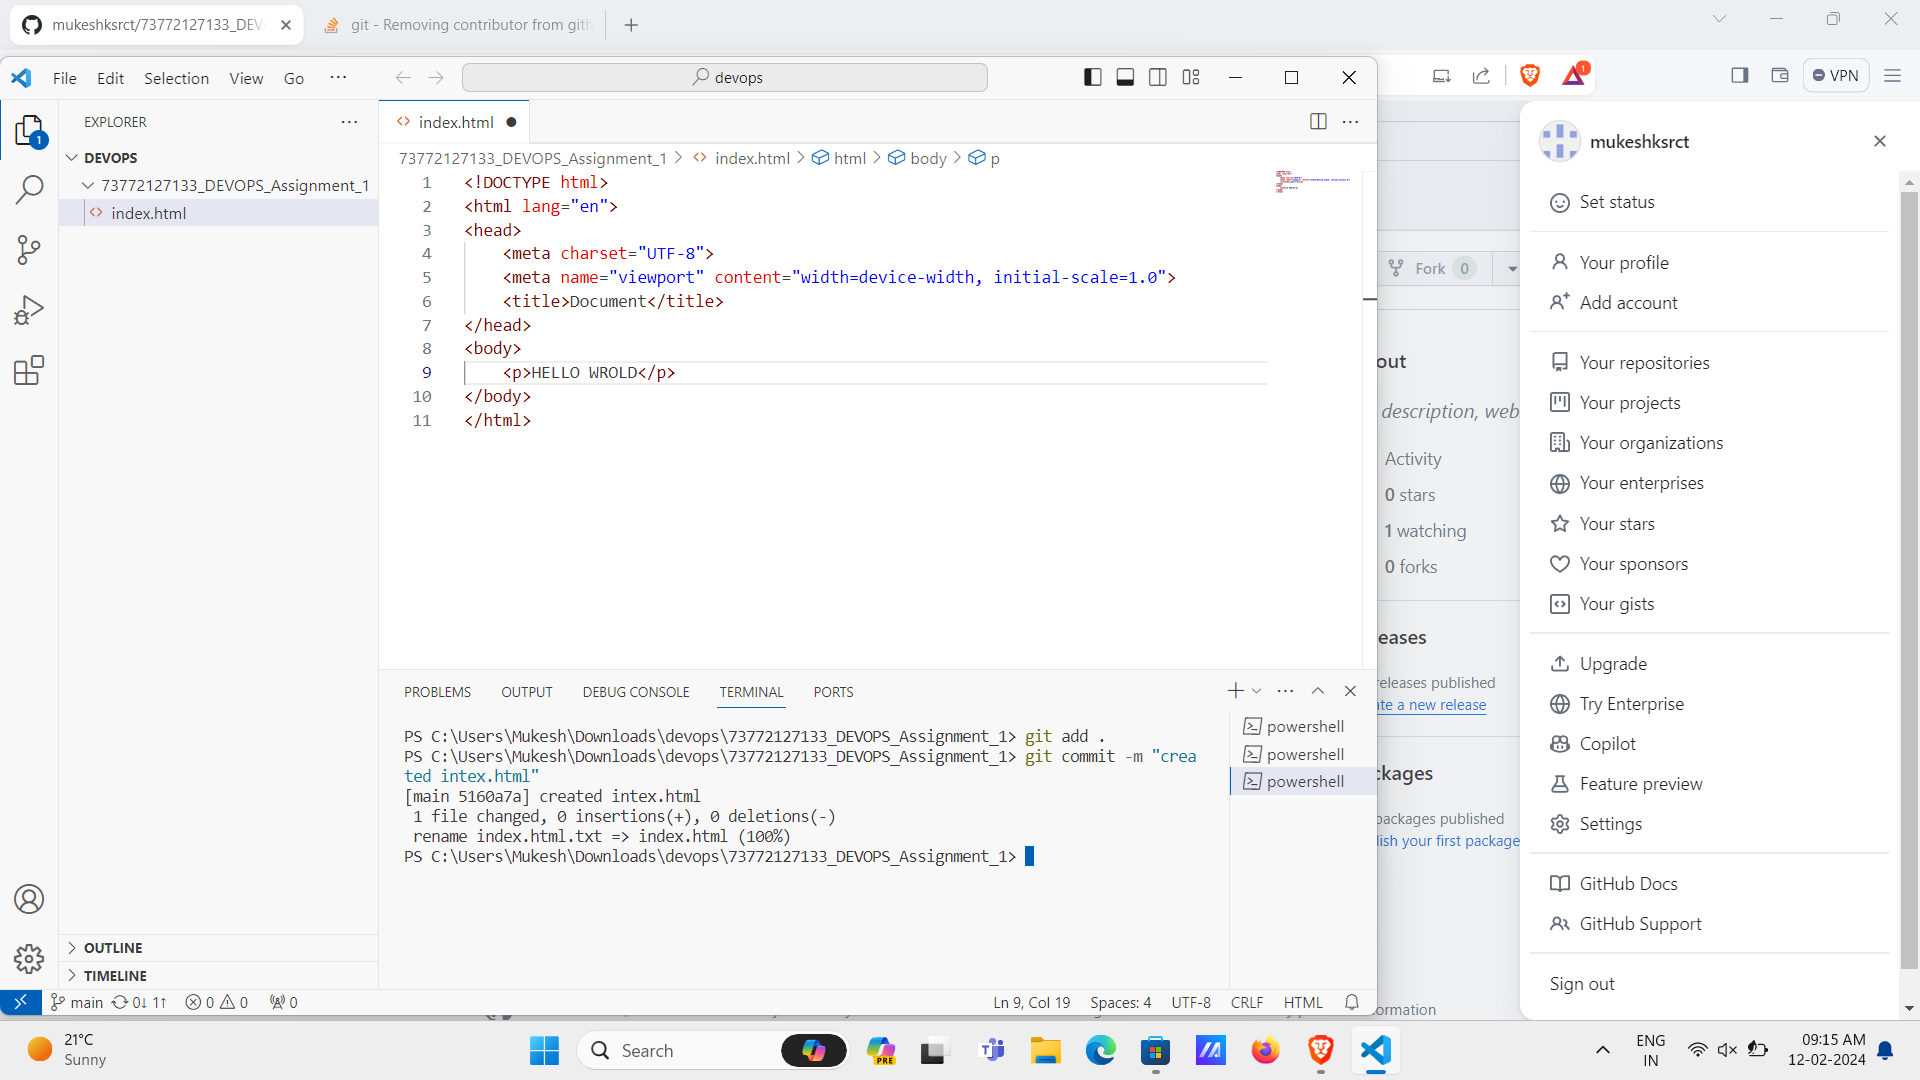 mukeshksrct/73772127133_DEV
git - Removing contributor from gith
File Edit Selection View Go ...
devops
1
VPN
EXPLORER ...
index.html
1
DEVOPS
73772127133_DEVOPS_Assignment_1
index.html
73772127133_DEVOPS_Assignment_1 > index.html > html > body > p
1 <!DOCTYPE html>
2 <html lang="en">
3 <head>
4 <meta charset="UTF-8">
5 <meta name="viewport" content="width=device-width, initial-scale=1.0">
6 <title>Document</title>
7 </head>
8 <body>
9 <p>HELLO WROLD</p>
10 </body>
11 </html>
PROBLEMS OUTPUT DEBUG CONSOLE TERMINAL PORTS
PS C:\Users\Mukesh\Downloads\devops\73772127133_DEVOPS_Assignment_1> git add .
PS C:\Users\Mukesh\Downloads\devops\73772127133_DEVOPS_Assignment_1> git commit -m "crea
ted intex.html"
[main 5160a7a] created intex.html
1 file changed, 0 insertions(+), 0 deletions(-)
rename index.html.txt => index.html (100%)
PS C:\Users\Mukesh\Downloads\devops\73772127133_DEVOPS_Assignment_1>
powershell
powershell
powershell
OUTLINE
TIMELINE
main 0↓ 1↑ 0 0 0
Ln 9, Col 19 Spaces: 4 UTF-8 CRLF HTML
Fork 0
out
description, web
Activity
0 stars
1 watching
0 forks
eases
releases published
ate a new release
ckages
packages published
lish your first package
ormation
mukeshksrct
Set status
Your profile
Add account
Your repositories
Your projects
Your organizations
Your enterprises
Your stars
Your sponsors
Your gists
Upgrade
Try Enterprise
Copilot
Feature preview
Settings
GitHub Docs
GitHub Support
Sign out
21°C
Sunny
Search
PRE
ENG
IN
09:15 AM
12-02-2024